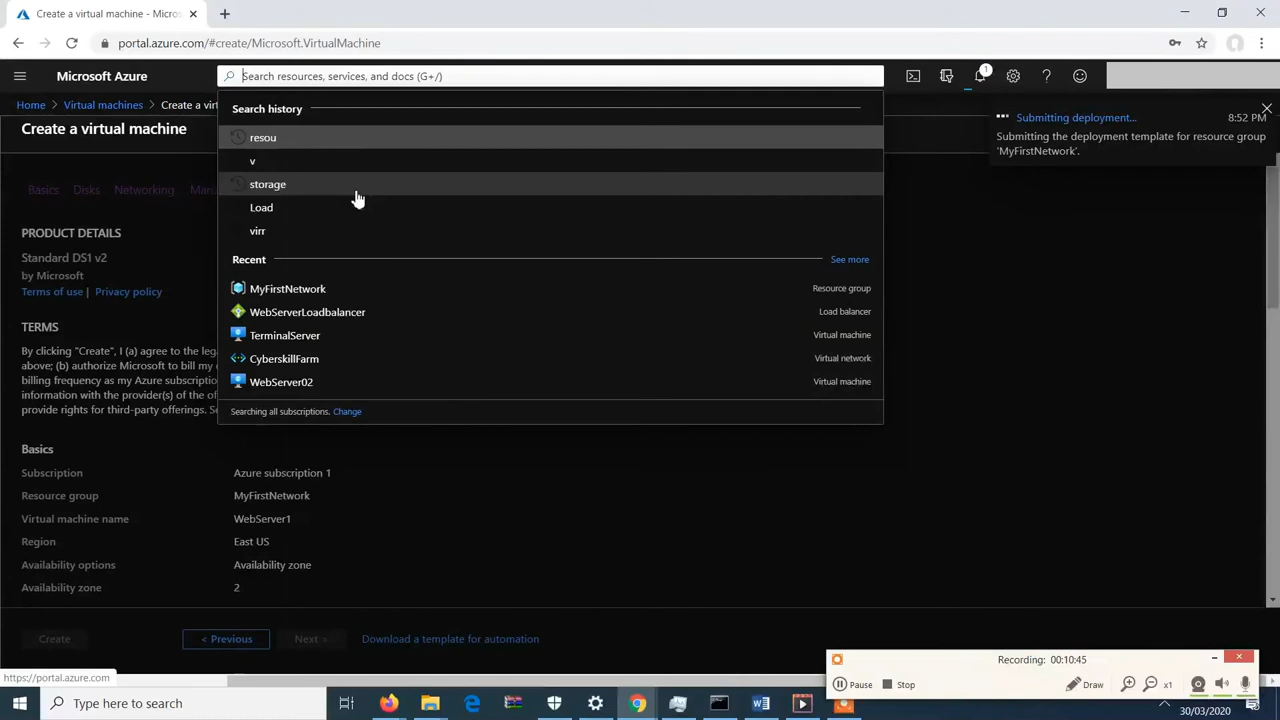 Create a virtual machine - Micros
portal.azure.com/#create/Microsoft.VirtualMachine
Microsoft Azure
Search resources, services, and docs (G+/)
1
Home
Virtual machines
Create a virt
Create a virtual machine
Search history
resou
v
storage
Load
virr
Recent
See more
MyFirstNetwork
Resource group
WebServerLoadbalancer
Load balancer
TerminalServer
Virtual machine
CyberskillFarm
Virtual network
WebServer02
Virtual machine
Searching all subscriptions. Change
Submitting deployment...
8:52 PM
Submitting the deployment template for resource group
'MyFirstNetwork'.
Basics Disks Networking Man
PRODUCT DETAILS
Standard DS1 v2
by Microsoft
Terms of use | Privacy policy
TERMS
By clicking "Create", I (a) agree to the lega
above; (b) authorize Microsoft to bill my
billing frequency as my Azure subscription
information with the provider(s) of the of
provide rights for third-party offerings. Se
Basics
Subscription
Azure subscription 1
Resource group
MyFirstNetwork
Virtual machine name
WebServer1
Region
East US
Availability options
Availability zone
Availability zone
2
Create
< Previous
Next >
Download a template for automation
https://portal.azure.com
Recording: 00:10:45
Pause
Stop
Draw
x1
Type here to search
30/03/2020